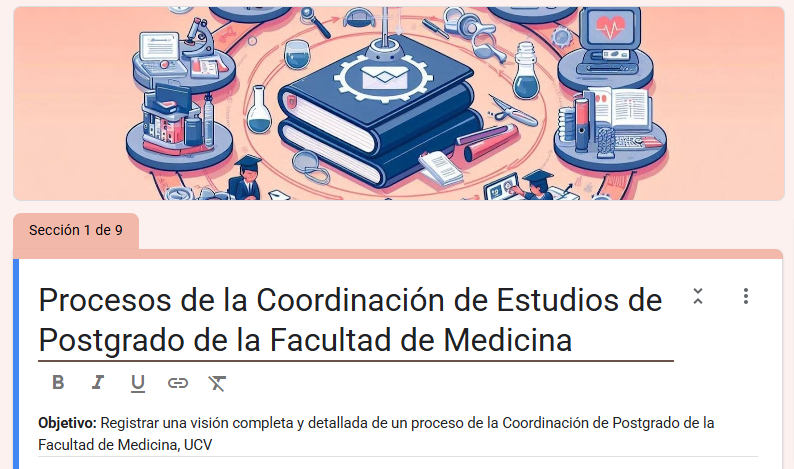 Sección 1 de 9
Procesos de la Coordinación de Estudios de
Postgrado de la Facultad de Medicina
B I U
Objetivo: Registrar una visión completa y detallada de un proceso de la Coordinación de Postgrado de la
Facultad de Medicina, UCV